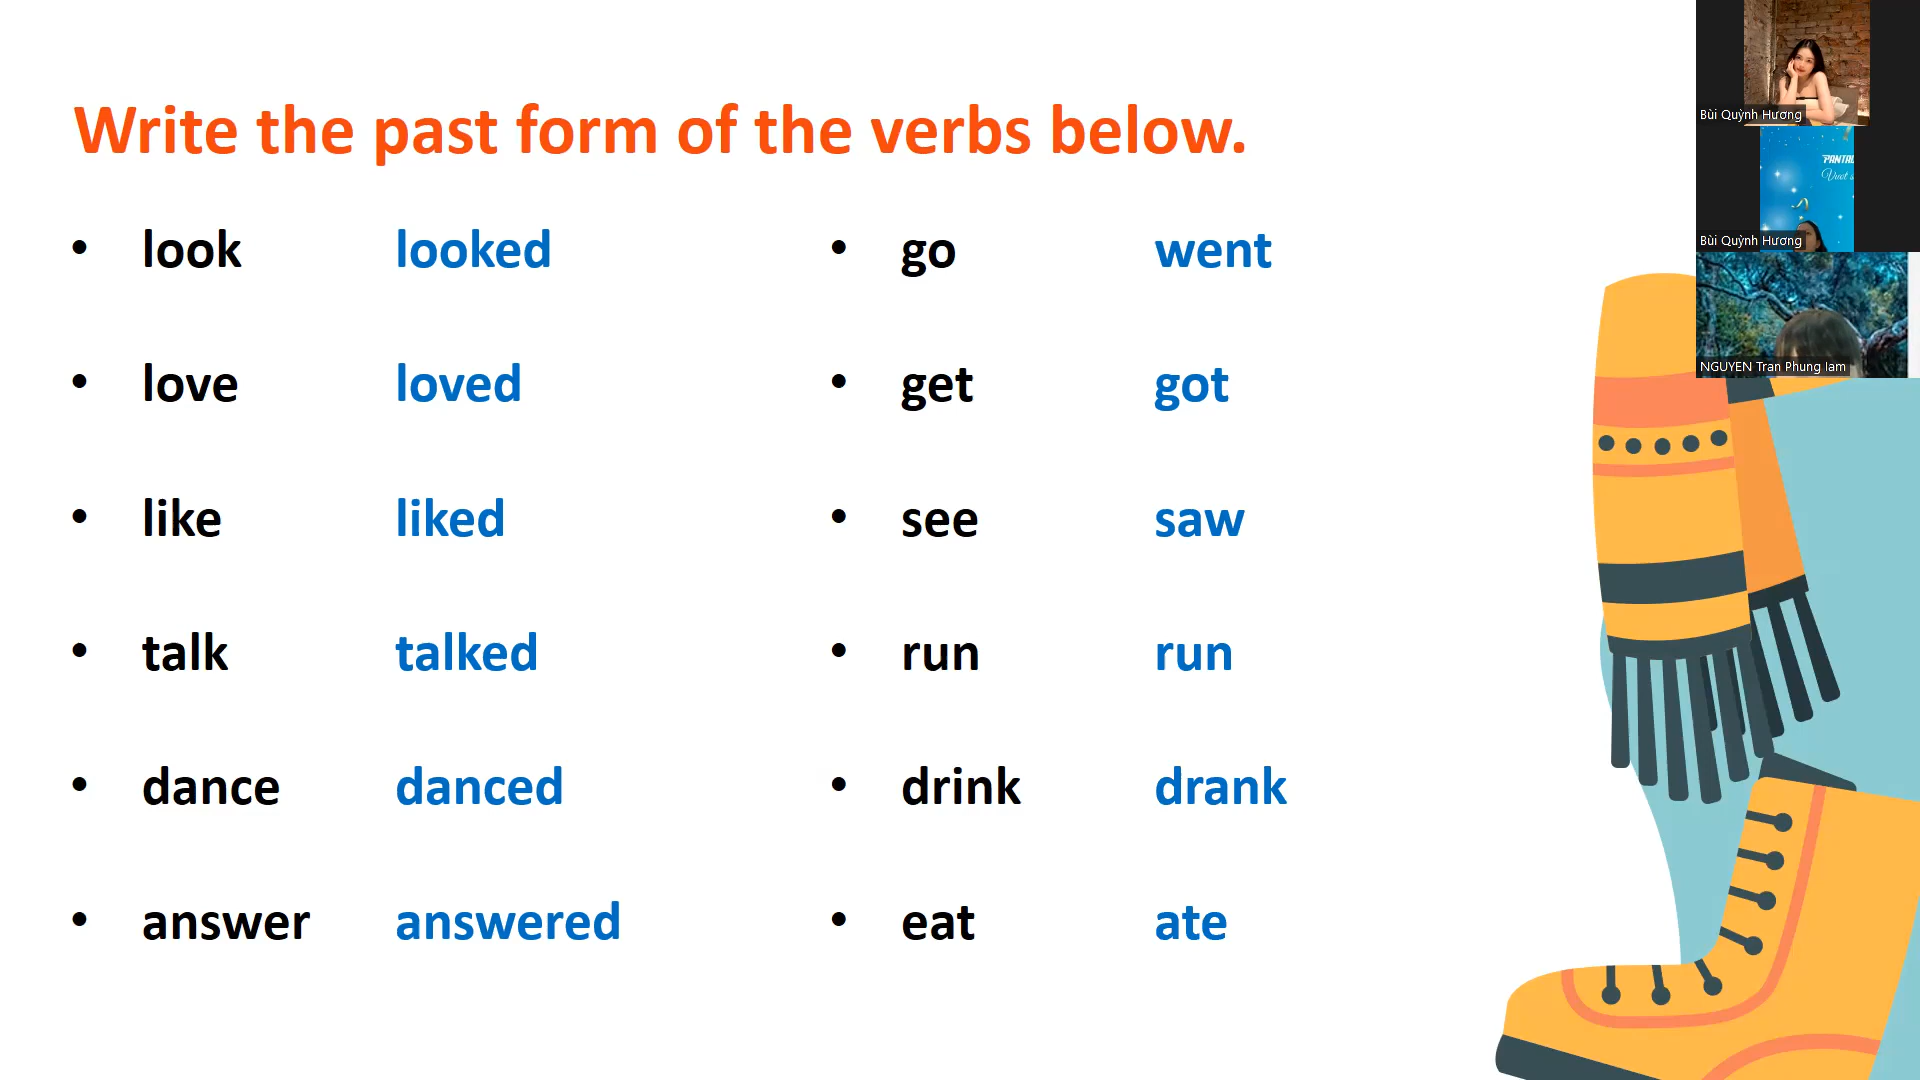 Write the past form of the verbs below.
• look looked
• love loved
• like liked
• talk talked
• dance danced
• answer answered
• go went
• get got
• see saw
• run run
• drink drank
• eat ate
Bùi Quỳnh Hương
Bùi Quỳnh Hương
NGUYEN Tran Phung lam